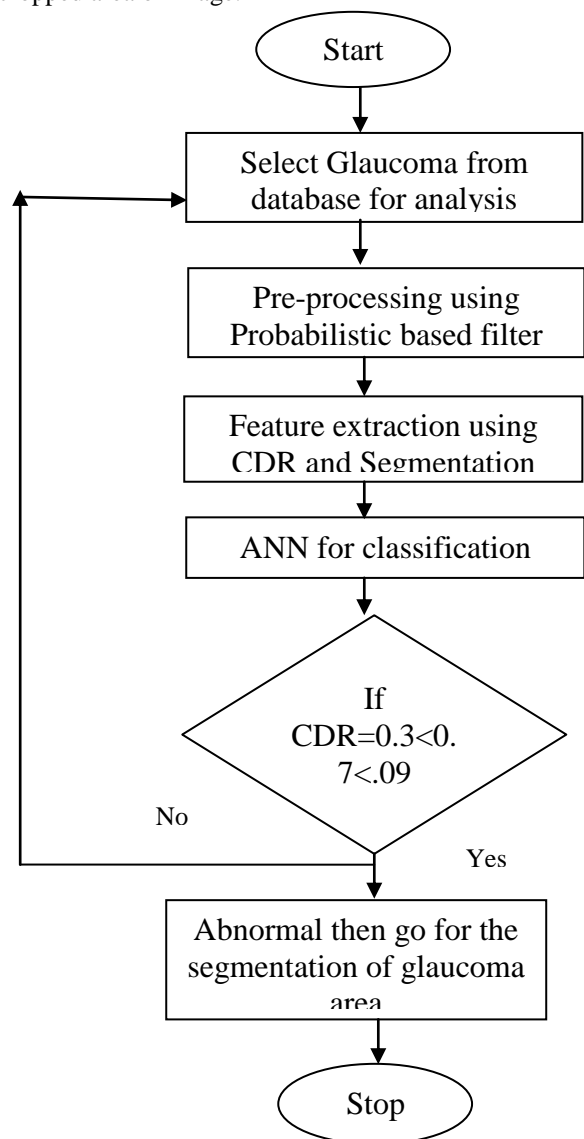 Start
Select Glaucoma from
database for analysis
Pre-processing using
Probabilistic based filter
Feature extraction using
CDR and Segmentation
ANN for classification
If
CDR=0.3<0.
7<.09
No
Yes
Abnormal then go for the
segmentation of glaucoma
area
Stop